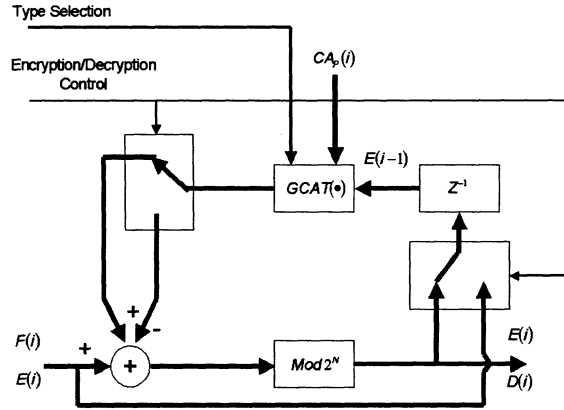 Type Selection
Encryption/Decryption
Control
CAₚ(i)
E(i−1)
GCAT(•)
Z⁻¹
+
−
F(i)
+
+
E(i)
Mod 2ᴺ
E(i)
D(i)